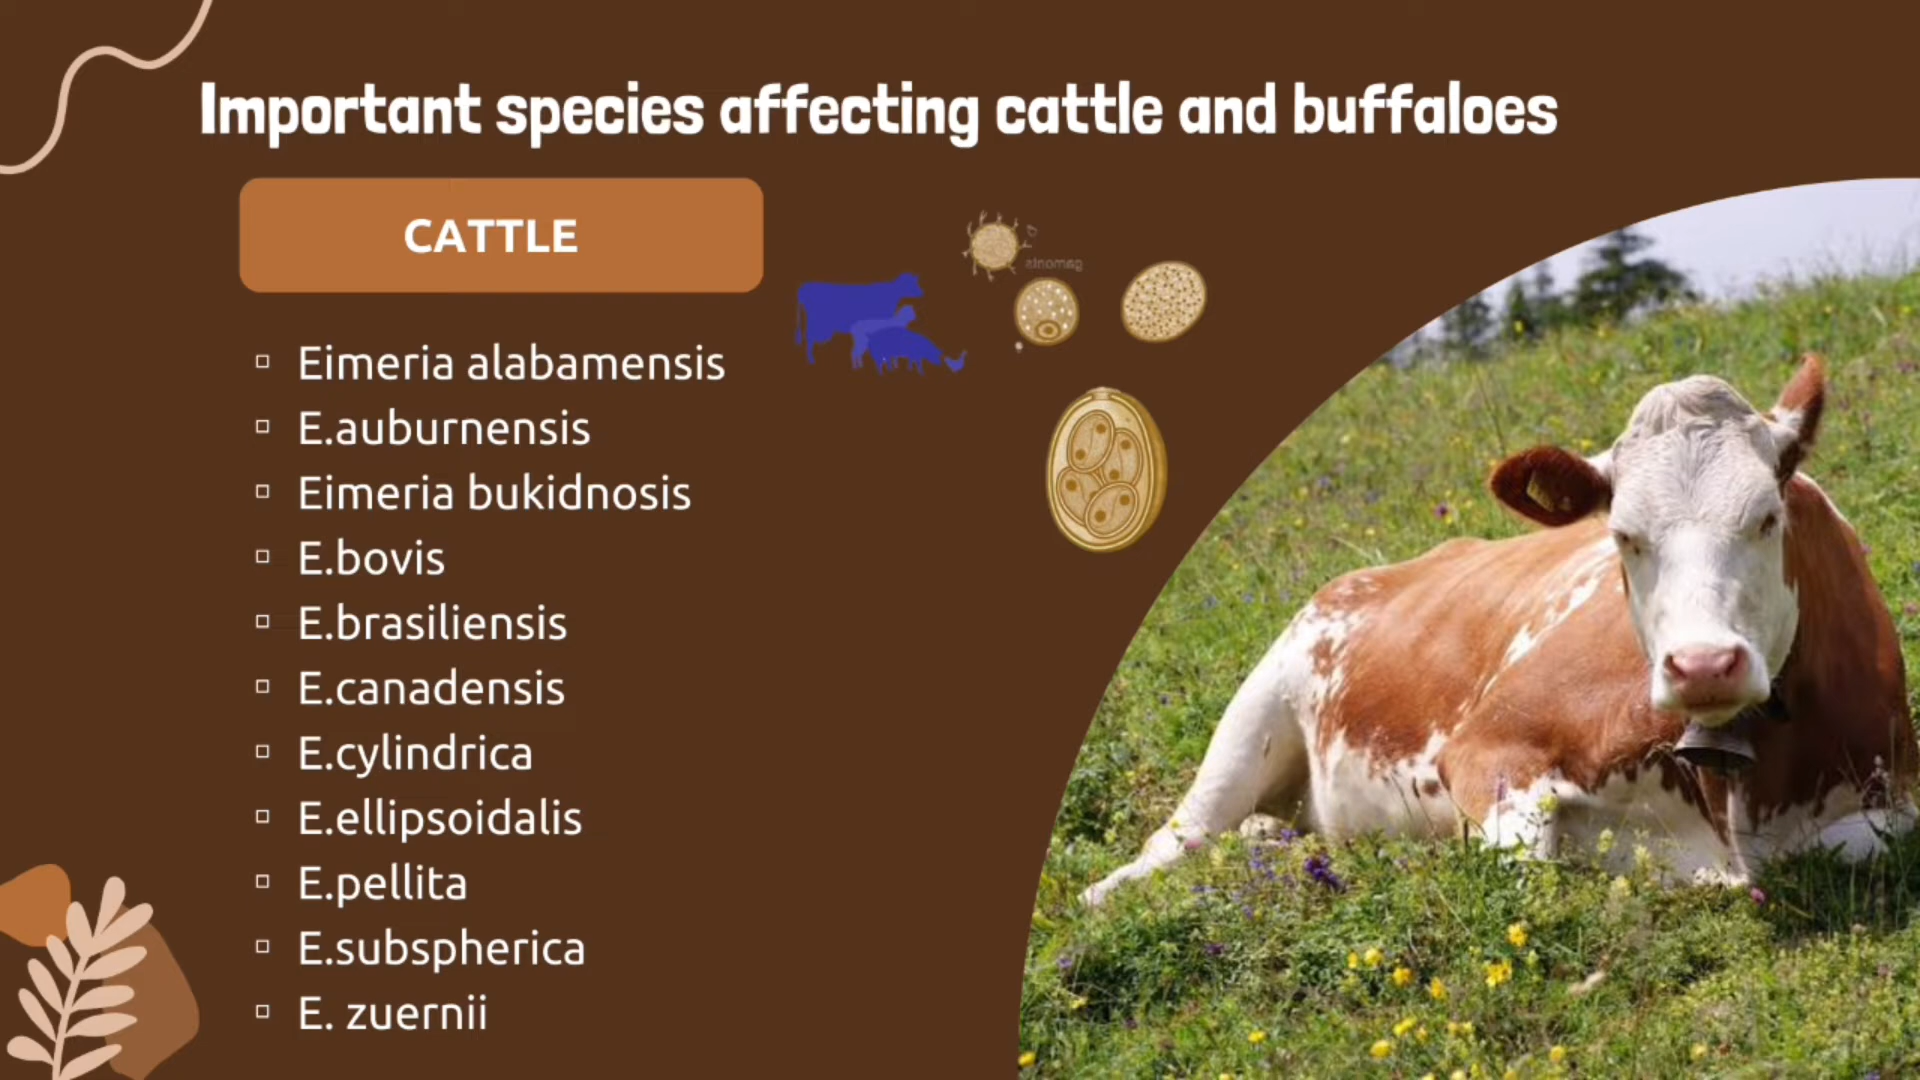 Important species affecting cattle and buffaloes
CATTLE
gamonts
Eimeria alabamensis
E.auburnensis
Eimeria bukidnosis
E.bovis
E.brasiliensis
E.canadensis
E.cylindrica
E.ellipsoidalis
E.pellita
E.subspherica
E. zuernii